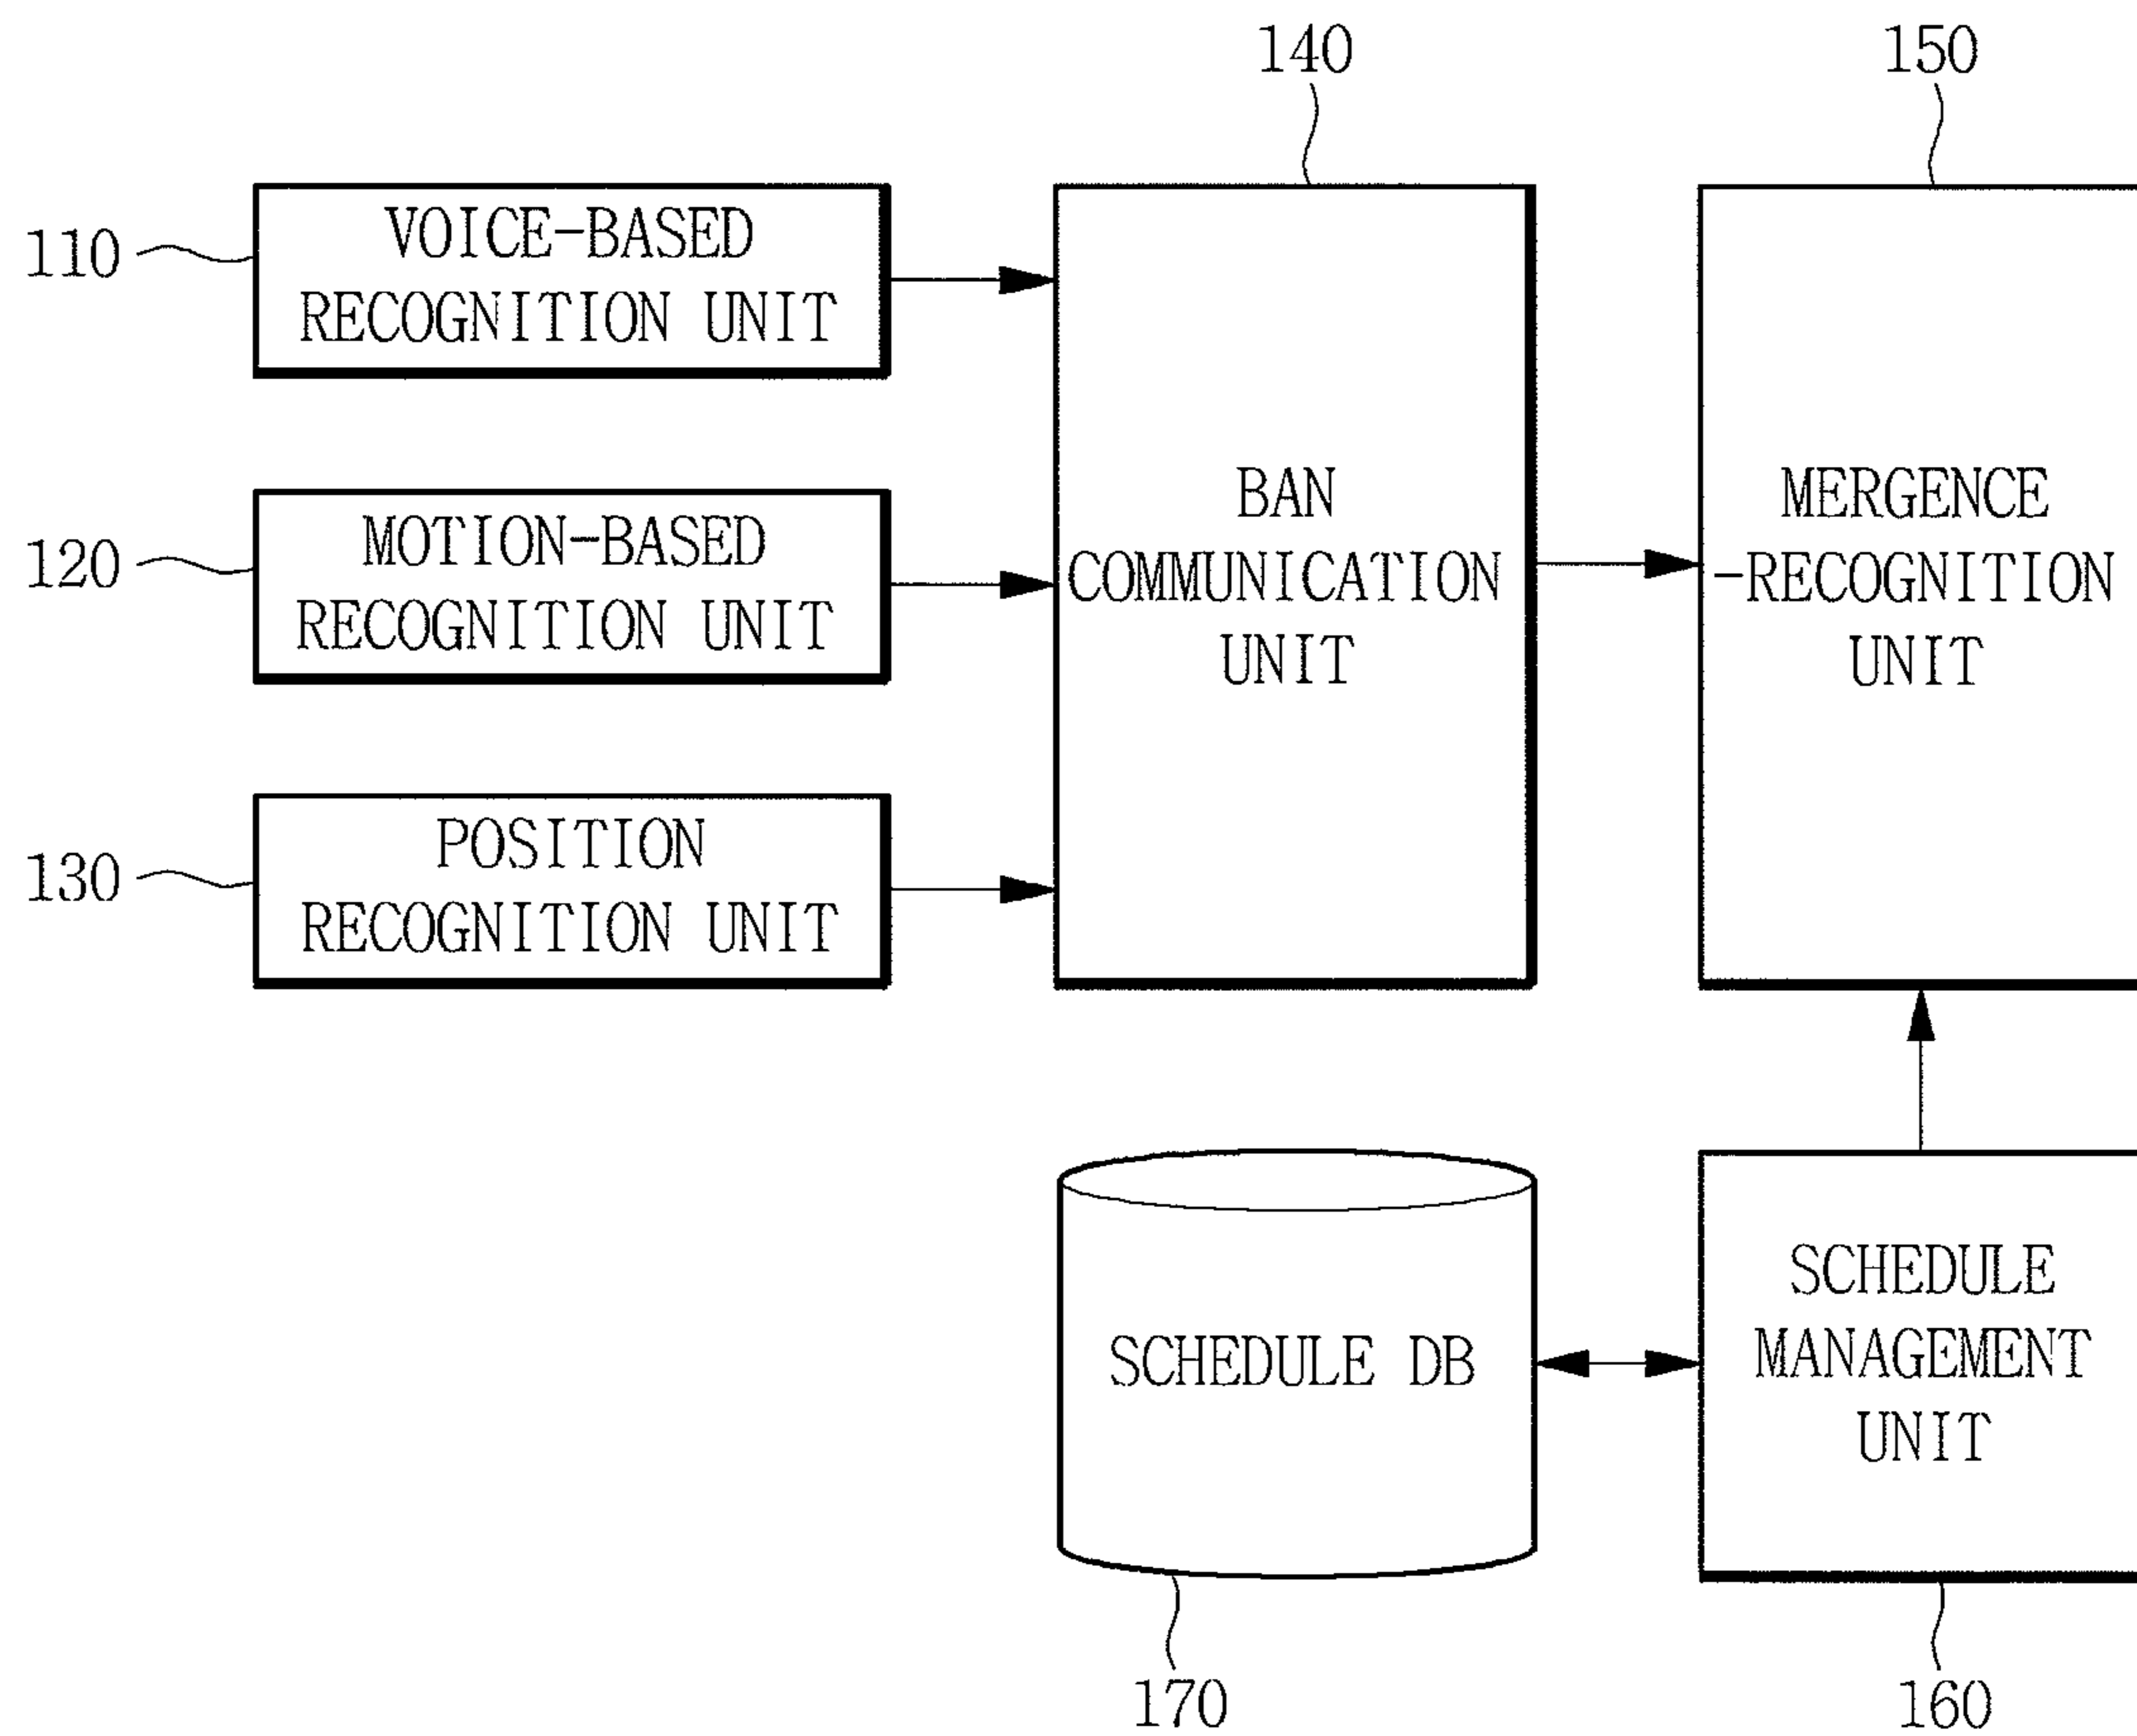 140
150
110
VOICE-BASED
RECOGNITION UNIT
120
MOTION-BASED
RECOGNITION UNIT
130
POSITION
RECOGNITION UNIT
BAN
COMMUNICATION
UNIT
MERGENCE
-RECOGNITION
UNIT
SCHEDULE DB
SCHEDULE
MANAGEMENT
UNIT
170
160